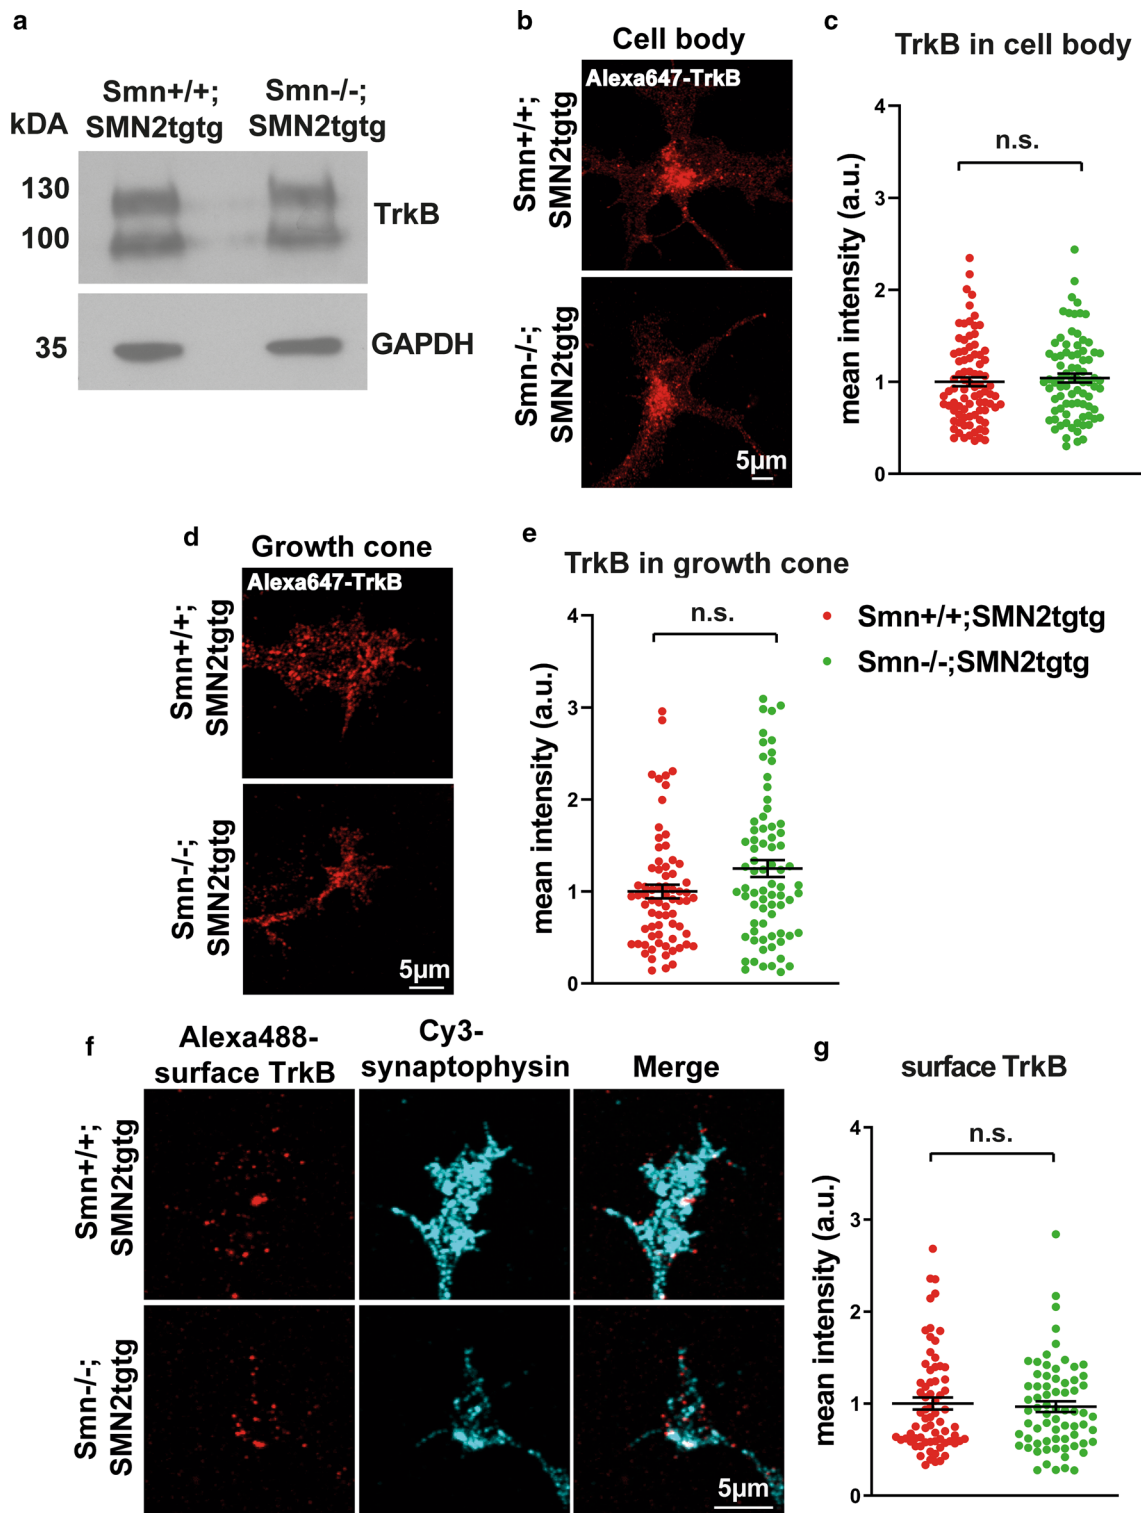 a
Smn+/+;
SMN2tgtg
Smn-/-;
SMN2tgtg
kDA
130
100
35
TrkB
GAPDH
b
Cell body
Alexa647-TrkB
Smn+/+;
SMN2tgtg
Smn-/-;
SMN2tgtg
5µm
c
TrkB in cell body
mean intensity (a.u.)
4
3
2
1
0
n.s.
d
Growth cone
Alexa647-TrkB
Smn+/+;
SMN2tgtg
Smn-/-;
SMN2tgtg
5µm
e
TrkB in growth cone
mean intensity (a.u.)
4
3
2
1
0
n.s.
Smn+/+;SMN2tgtg
Smn-/-;SMN2tgtg
f
Alexa488-
surface TrkB
Cy3-
synaptophysin
Merge
Smn+/+;
SMN2tgtg
Smn-/-;
SMN2tgtg
5µm
g
surface TrkB
mean intensity (a.u.)
4
3
2
1
0
n.s.